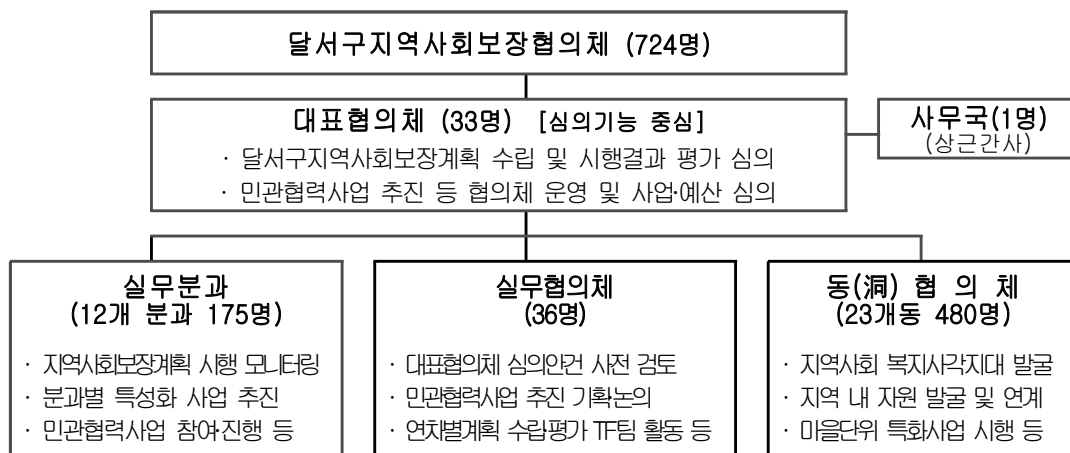 달서구지역사회보장협의체 (724명)
대표협의체 (33명) [심의기능 중심]
· 달서구지역사회보장계획 수립 및 시행결과 평가 심의
· 민관협력사업 추진 등 협의체 운영 및 사업·예산 심의
사무국(1명)
(상근간사)
실무분과
(12개 분과 175명)
· 지역사회보장계획 시행 모니터링
· 분과별 특성화 사업 추진
· 민관협력사업 참여·진행 등
실무협의체
(36명)
· 대표협의체 심의안건 사전 검토
· 민관협력사업 추진 기획·논의
· 연차별계획 수립·평가 TF팀 활동 등
동(洞) 협 의 체
(23개동 480명)
· 지역사회 복지사각지대 발굴
· 지역 내 자원 발굴 및 연계
· 마을단위 특화사업 시행 등